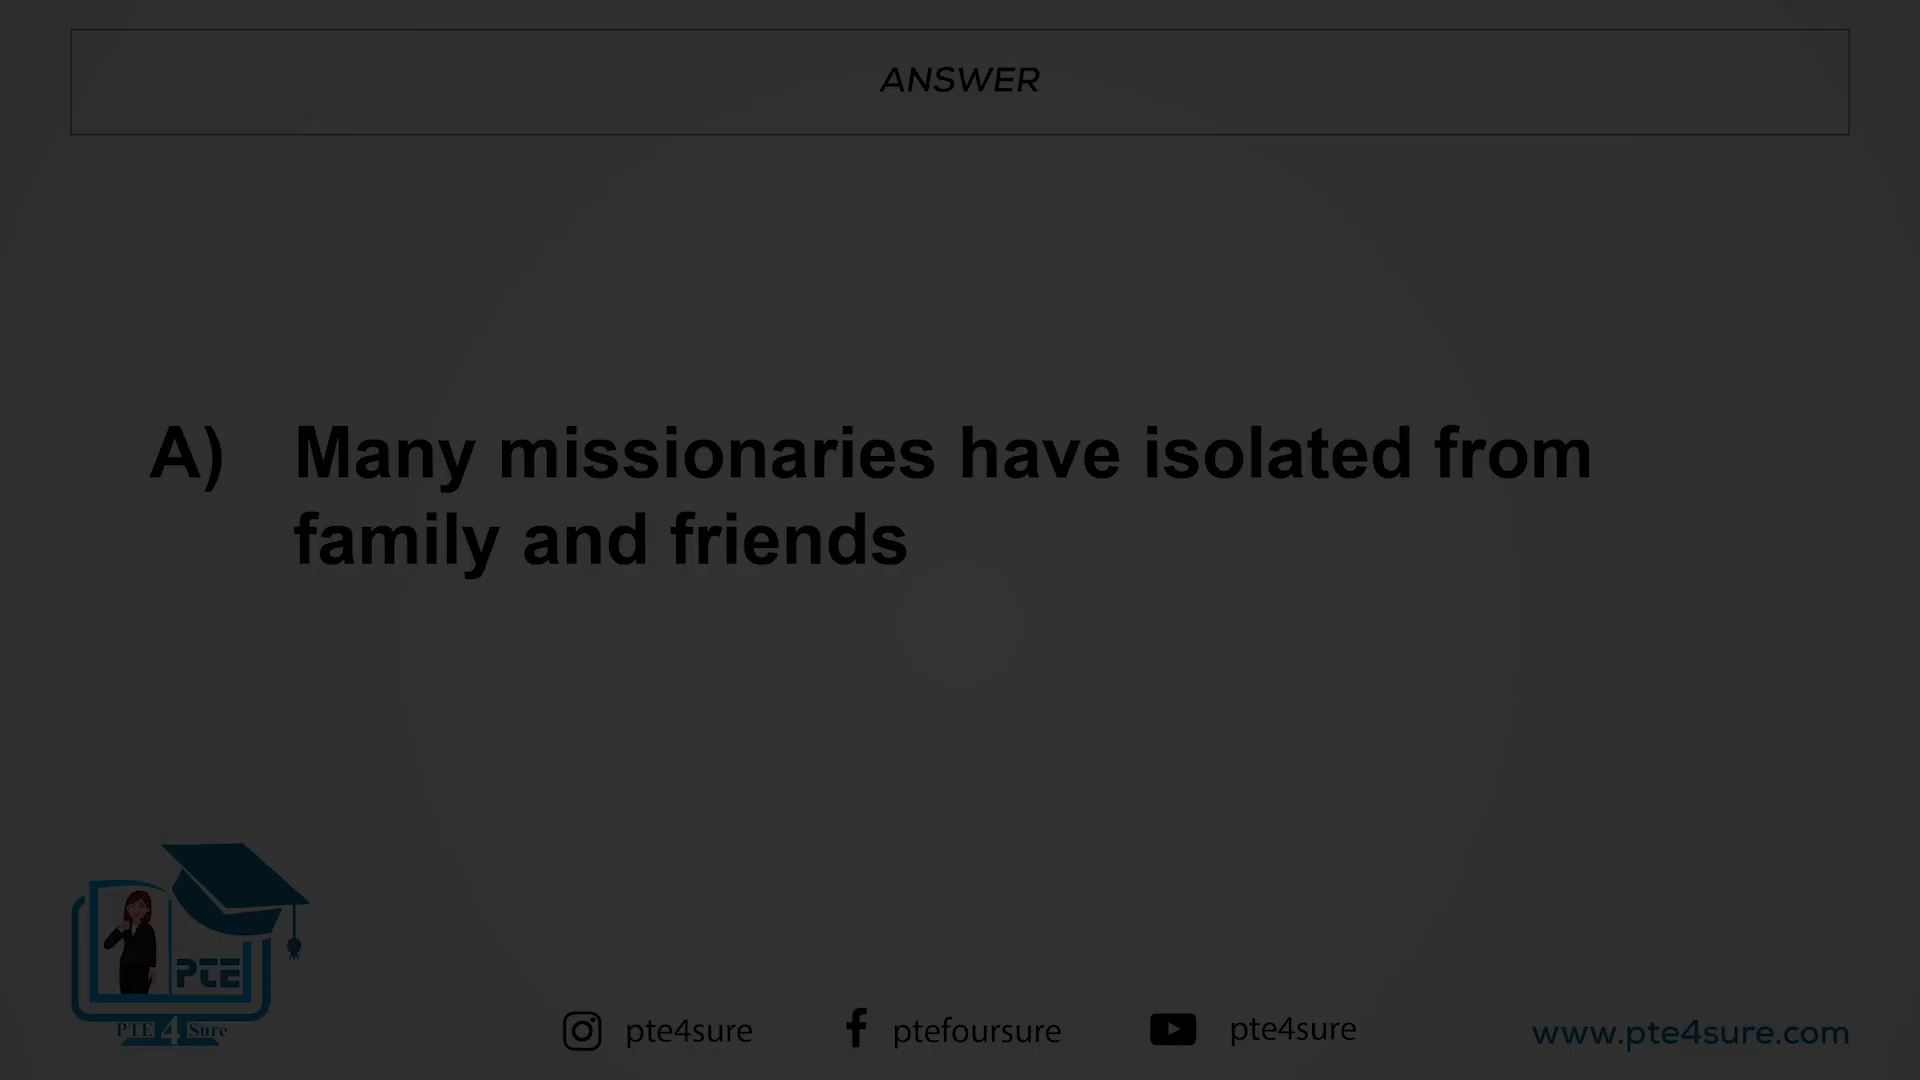 ANSWER
A) Many missionaries have isolated from
family and friends
PTE
PTE 4 Sure
pte4sure ptefoursure pte4sure www.pte4sure.com